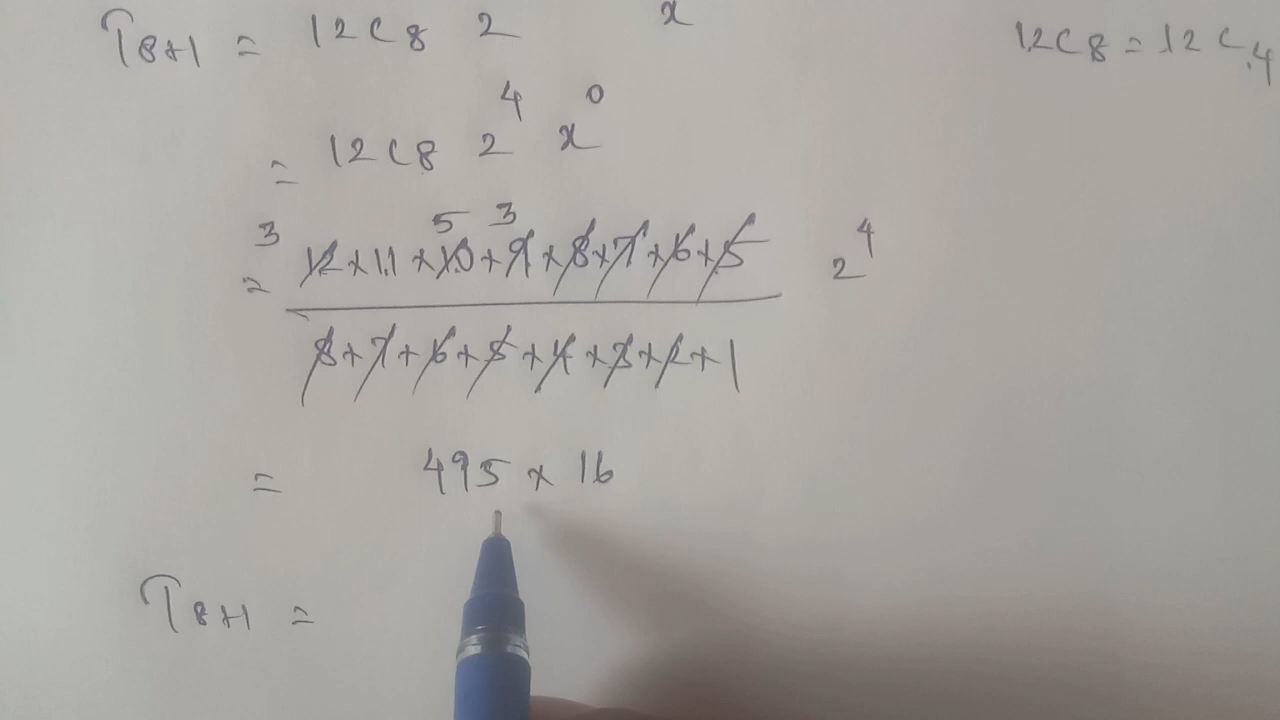 T8+1 = 12C8 2 x
12C8 = 12C4
= 12C8 2^4 x^0
3 5 3
= 12 × 11 × 10 × 9 × 8 × 7 × 6 × 5 2^4
8 × 7 × 6 × 5 × 4 × 3 × 2 × 1
= 495 × 16
T8+1 =